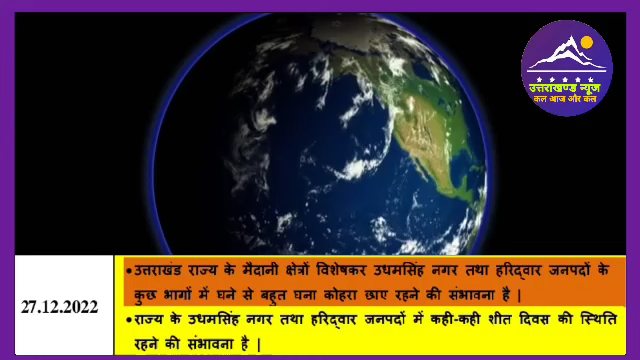 उत्तराखण्ड न्यूज
कल आज और कल
27.12.2022
•उत्तराखंड राज्य के मैदानी क्षेत्रों विशेषकर उधमसिंह नगर तथा हरिद्वार जनपदों के
कुछ भागों में घने से बहुत घना कोहरा छाए रहने की संभावना है |
•राज्य के उधमसिंह नगर तथा हरिद्वार जनपदों में कही-कही शीत दिवस की स्थिति
रहने की संभावना है |